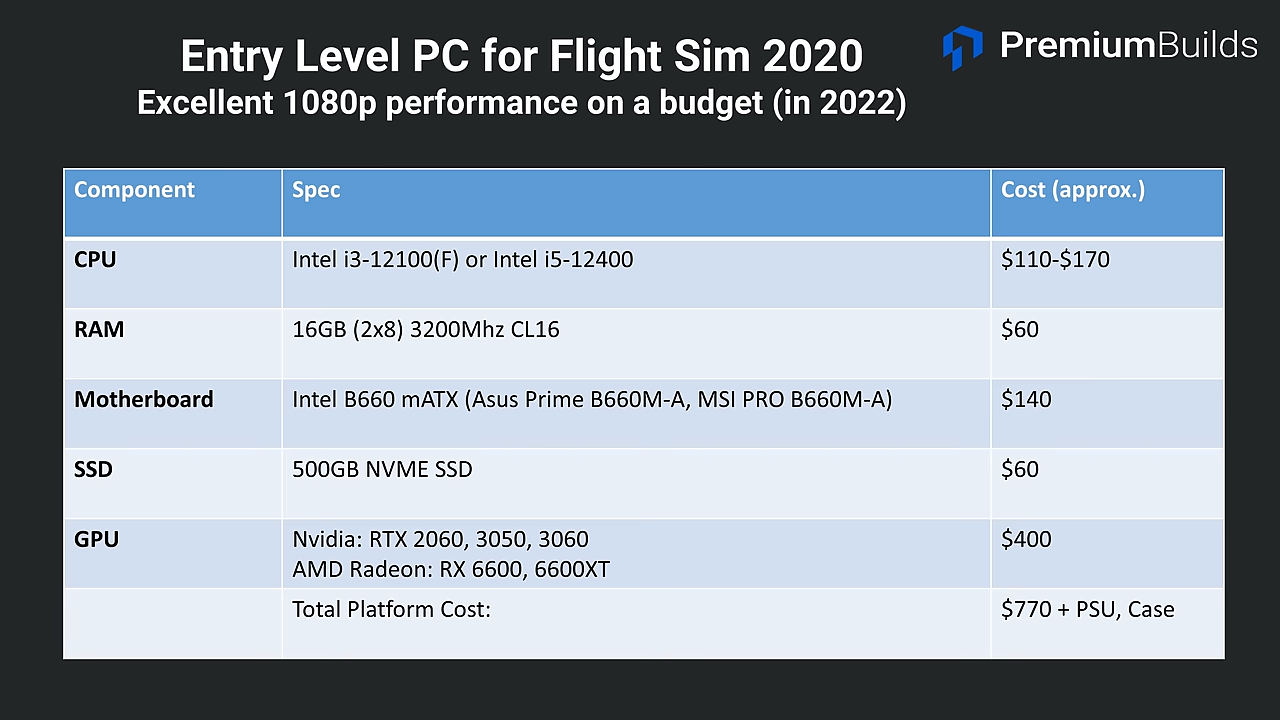 Entry Level PC for Flight Sim 2020
Excellent 1080p performance on a budget (in 2022)
PremiumBuilds
Component Spec Cost (approx.)
CPU Intel i3-12100(F) or Intel i5-12400 $110-$170
RAM 16GB (2x8) 3200Mhz CL16 $60
Motherboard Intel B660 mATX (Asus Prime B660M-A, MSI PRO B660M-A) $140
SSD 500GB NVME SSD $60
GPU Nvidia: RTX 2060, 3050, 3060 $400
AMD Radeon: RX 6600, 6600XT
Total Platform Cost: $770 + PSU, Case